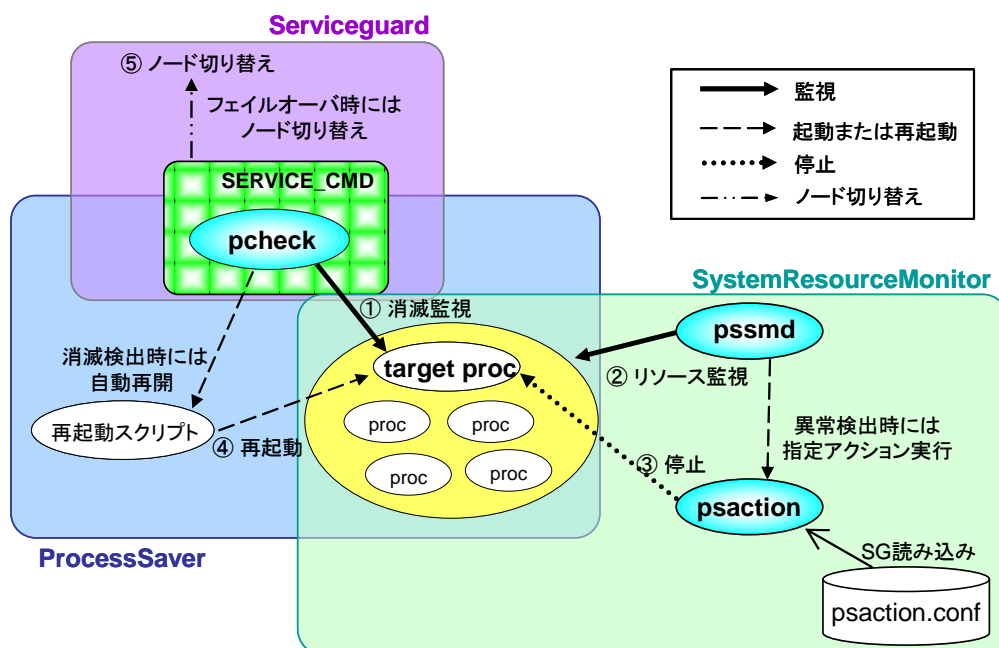 Serviceguard
⑤ ノード切り替え
フェイルオーバ時には
ノード切り替え
SERVICE_CMD
pcheck
監視
起動または再起動
停止
ノード切り替え
SystemResourceMonitor
① 消滅監視
pssmd
target proc
② リソース監視
消滅検出時には
自動再開
再起動スクリプト
④ 再起動
proc
proc
proc
proc
異常検出時には
指定アクション実行
③ 停止
psaction
ProcessSaver
SG読み込み
psaction.conf